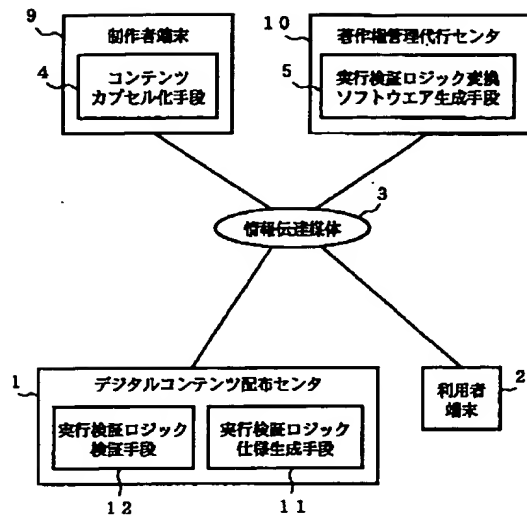 9
制作者端末
4
コンテンツ
カプセル化手段
10
著作権管理代行センタ
5
実行検証ロジック変換
ソフトウエア生成手段
3
情報伝達媒体
1
デジタルコンテンツ配布センタ
実行検証ロジック
検証手段
12
実行検証ロジック
仕様生成手段
11
2
利用者
端末